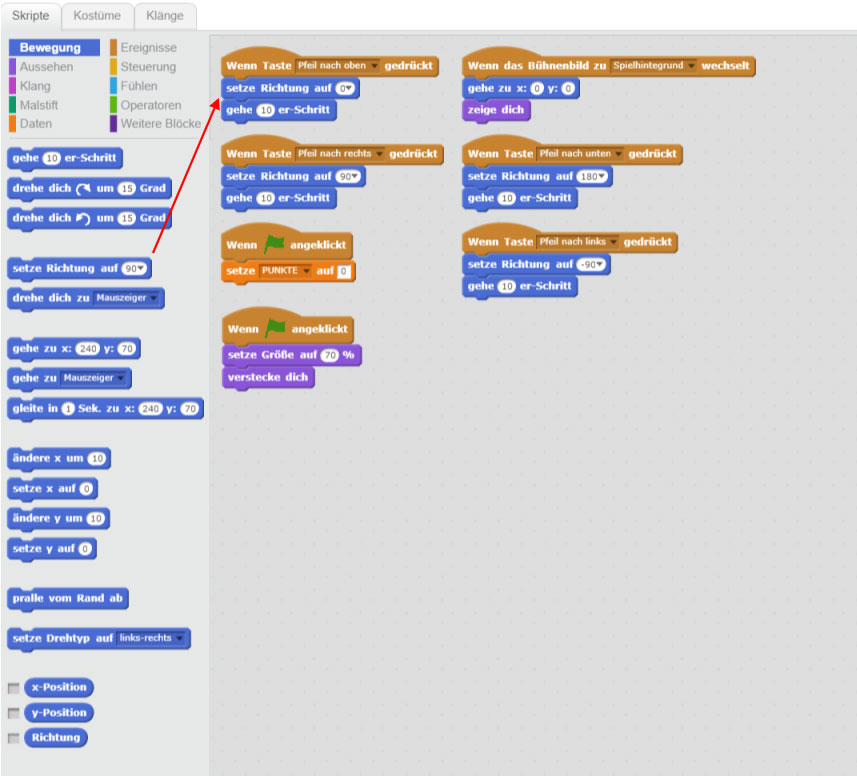 Skripte
Kostüme
Klänge
Bewegung
Ereignisse
Aussehen
Steuerung
Klang
Fühlen
Malstift
Operatoren
Daten
Weitere Blöcke
gehe 10 er-Schritt
drehe dich um 15 Grad
drehe dich um 15 Grad
setze Richtung auf 90
drehe dich zu Mauszeiger
gehe zu x: 240 y: 70
gehe zu Mauszeiger
gleite in 1 Sek. zu x: 240 y: 70
ändere x um 10
setze x auf 0
ändere y um 10
setze y auf 0
pralle vom Rand ab
setze Drehtyp auf links-rechts
x-Position
y-Position
Richtung
Wenn Taste Pfeil nach oben gedrückt
setze Richtung auf 0
gehe 10 er-Schritt
Wenn Taste Pfeil nach rechts gedrückt
setze Richtung auf 90
gehe 10 er-Schritt
Wenn angeklickt
setze PUNKTE auf 0
Wenn angeklickt
setze Größe auf 70 %
verstecke dich
Wenn das Bühnenbild zu Spielhintegrund wechselt
gehe zu x: 0 y: 0
zeige dich
Wenn Taste Pfeil nach unten gedrückt
setze Richtung auf 180
gehe 10 er-Schritt
Wenn Taste Pfeil nach links gedrückt
setze Richtung auf -90
gehe 10 er-Schritt